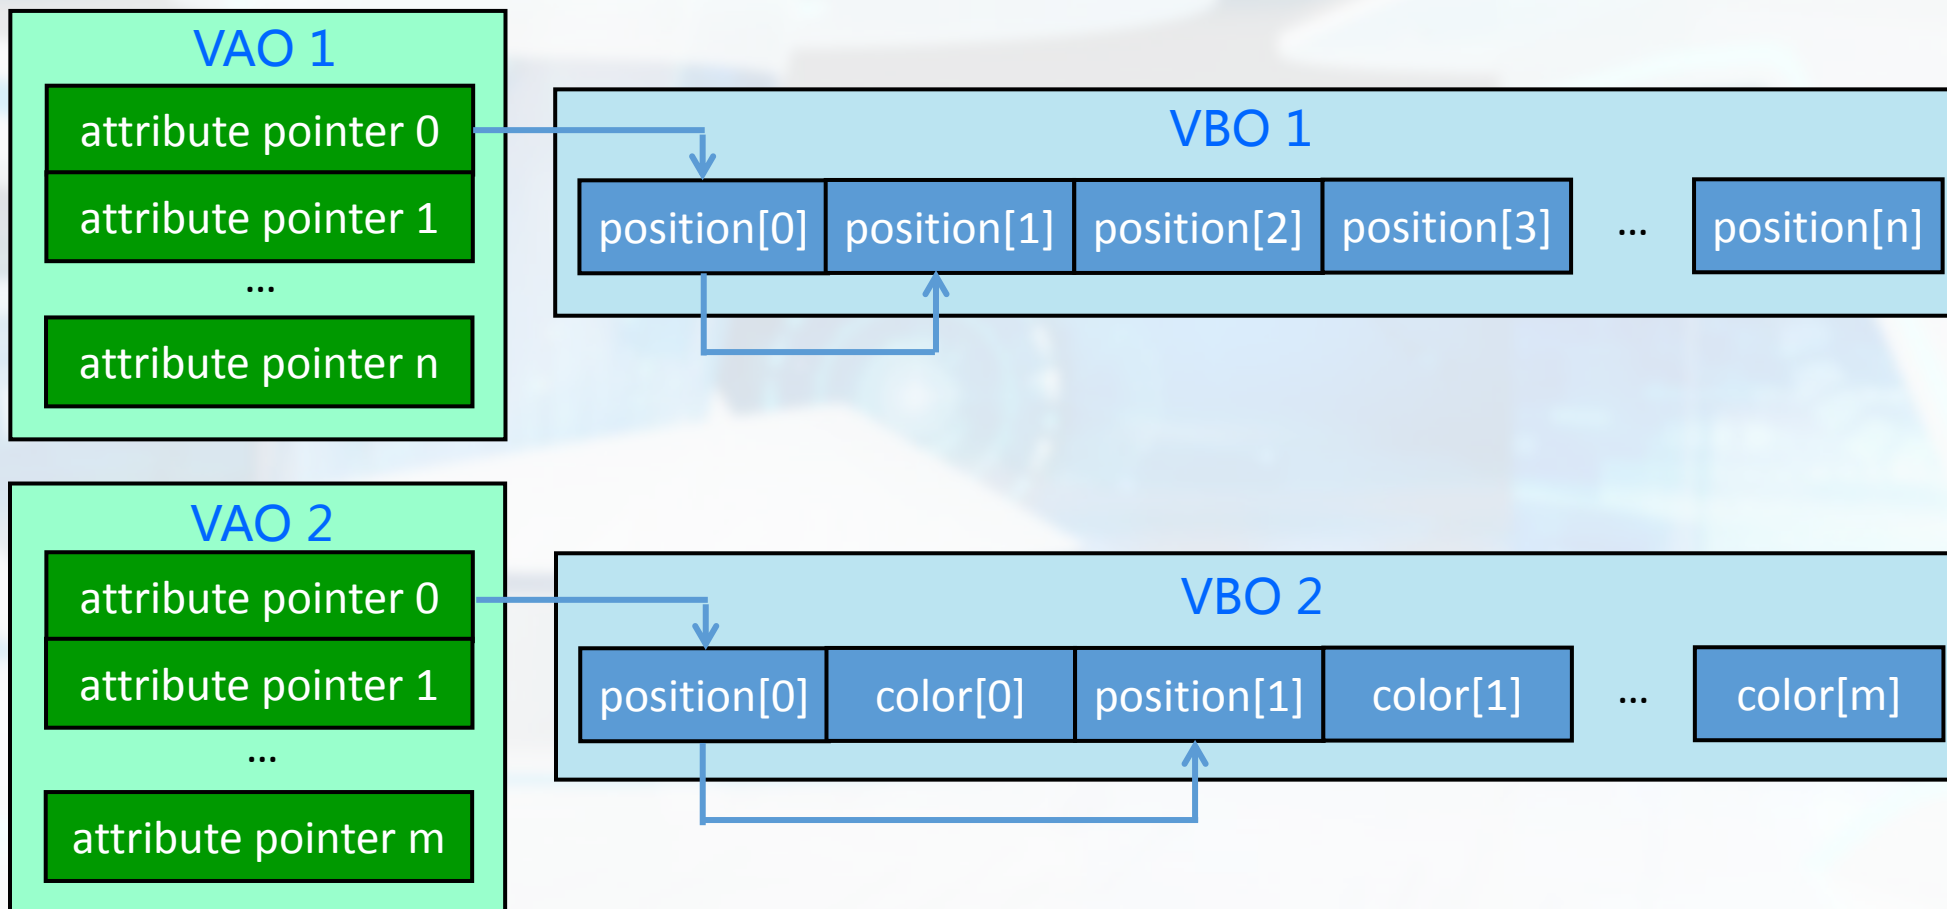 VAO 1
attribute pointer 0
attribute pointer 1
...
attribute pointer n
VBO 1
position[0] position[1] position[2] position[3] ... position[n]
VAO 2
attribute pointer 0
attribute pointer 1
...
attribute pointer m
VBO 2
position[0] color[0] position[1] color[1] ... color[m]